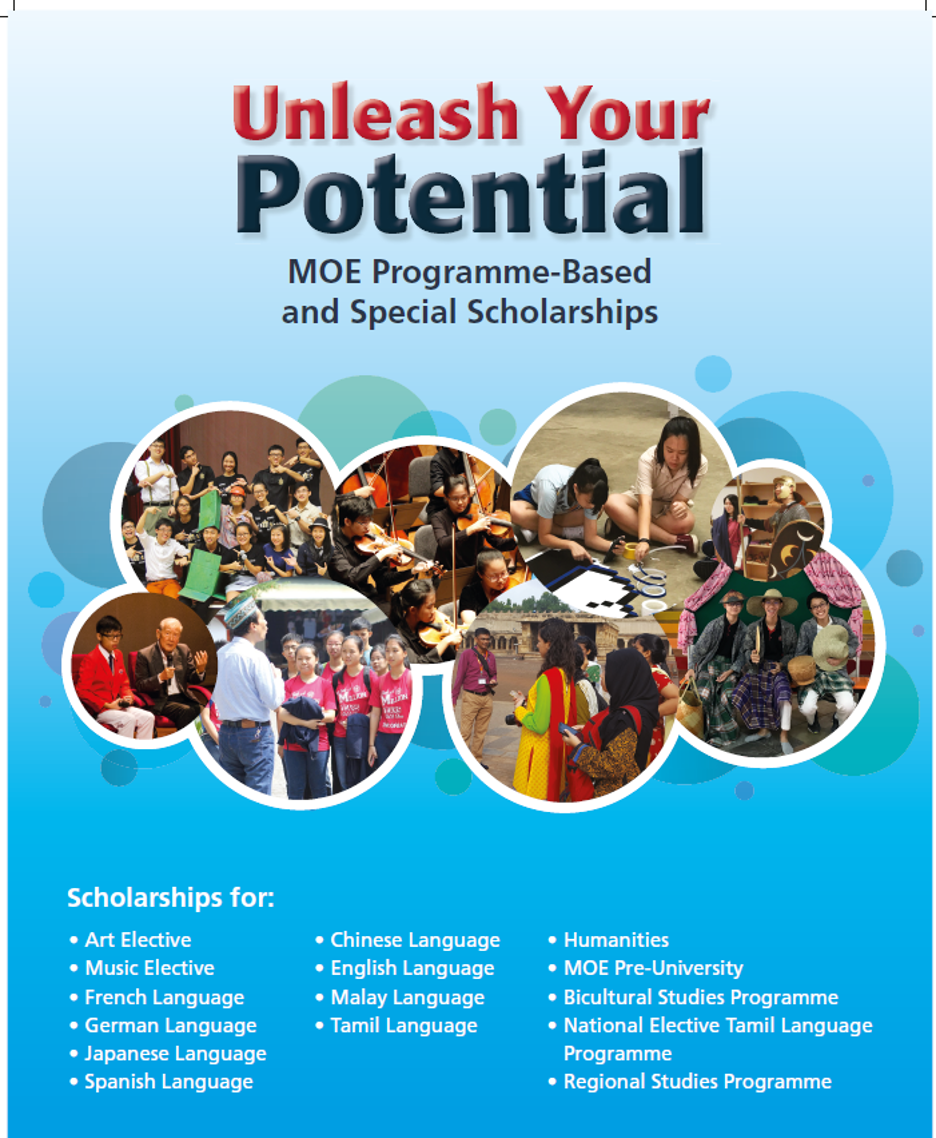 Unleash Your
Potential
MOE Programme-Based
and Special Scholarships
Scholarships for:
• Art Elective
• Music Elective
• French Language
• German Language
• Japanese Language
• Spanish Language
• Chinese Language
• English Language
• Malay Language
• Tamil Language
• Humanities
• MOE Pre-University
• Bicultural Studies Programme
• National Elective Tamil Language
Programme
• Regional Studies Programme